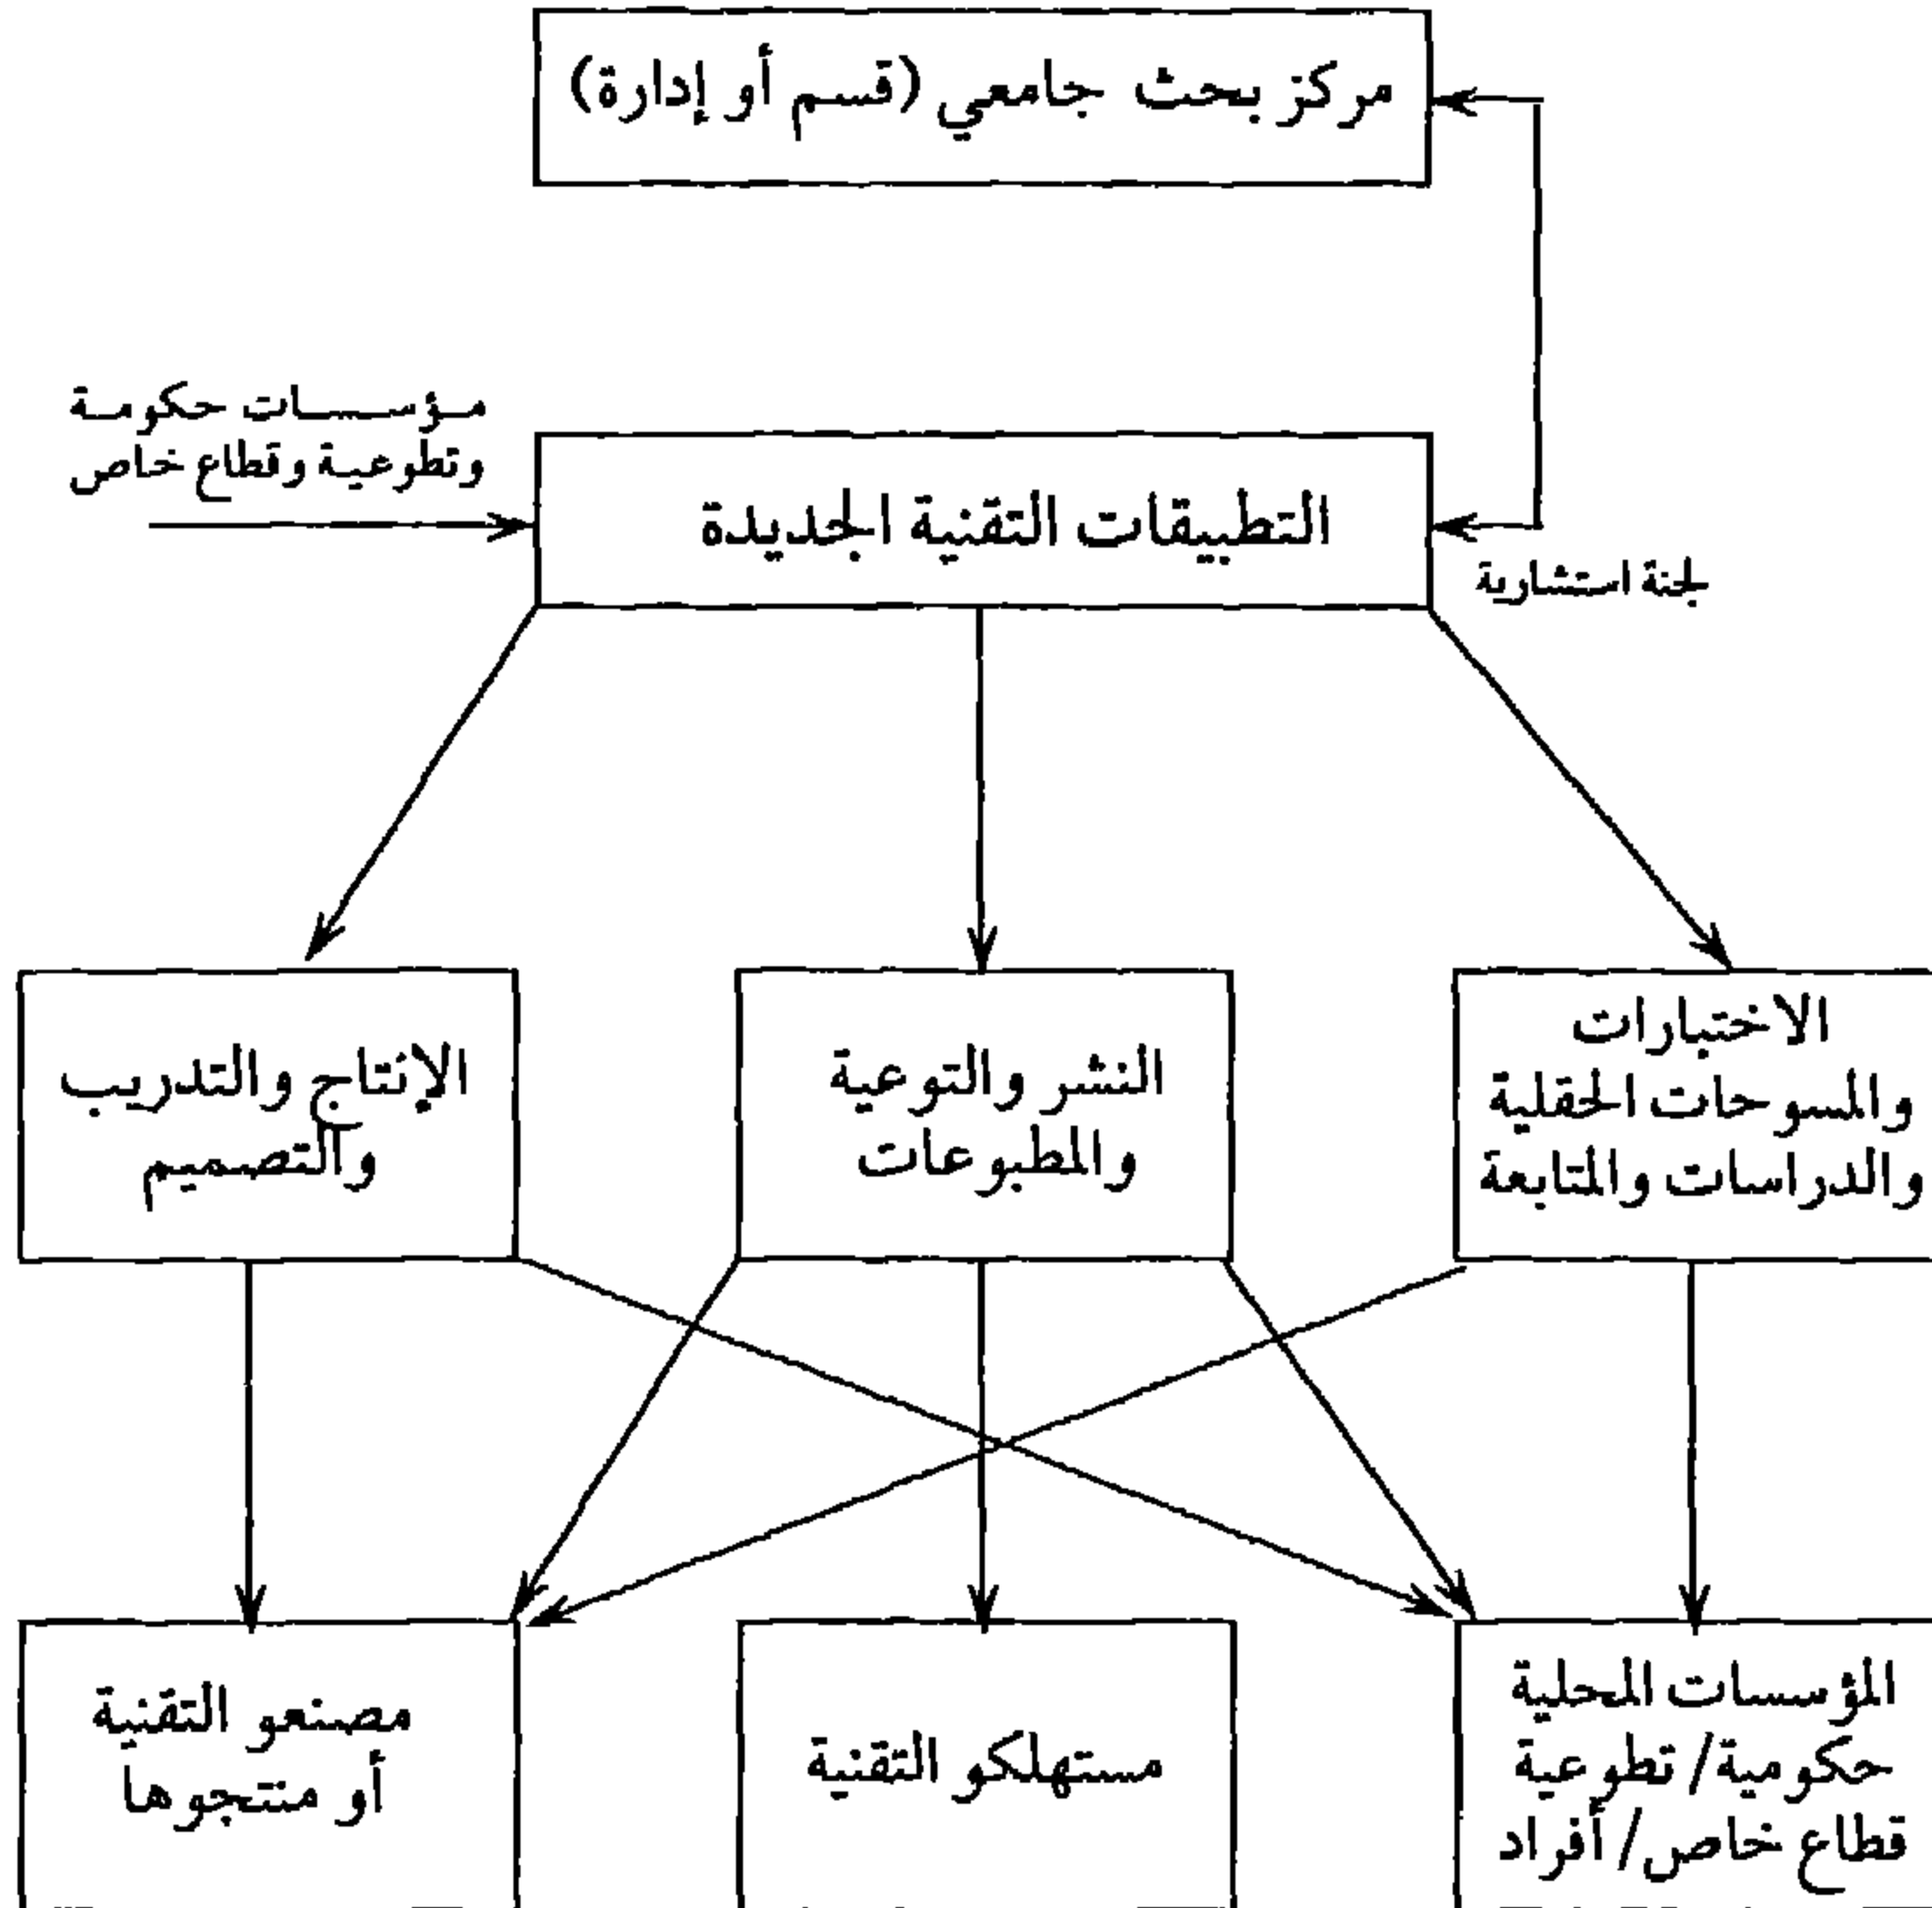 مركز بحث جامعي (قسم أو إدارة)
مؤسسات حكومة
وتطوعية وقطاع خاص
التطبيقات التقنية الجديدة
لجنة استشارية
الاختبارات
والمسوحات الحقلية
والدراسات والمتابعة
النشر والتوعية
والمطبوعات
الإنتاج والتدريب
والتصميم
المؤسسات المحلية
حكومية/ تطوعية
قطاع خاص/ أفراد
مستهلكو التقنية
مصنعو التقنية
أو منتجوها